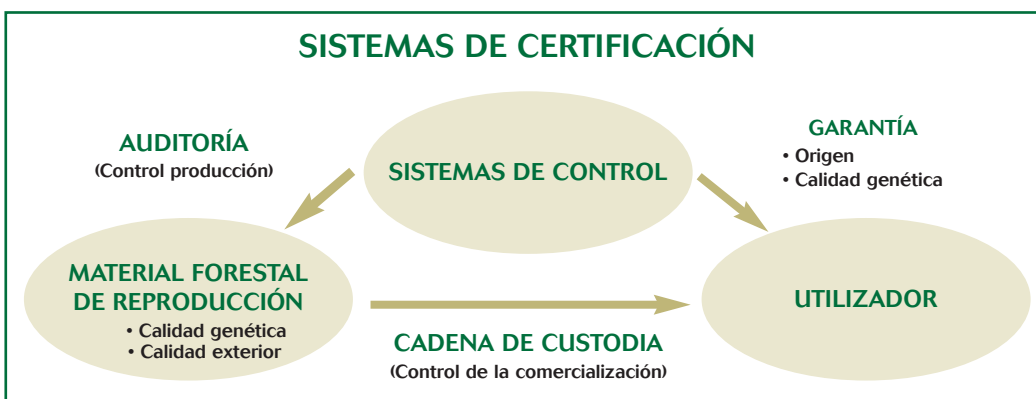 SISTEMAS DE CERTIFICACIÓN
AUDITORÍA
(Control producción)
SISTEMAS DE CONTROL
GARANTÍA
• Origen
• Calidad genética
MATERIAL FORESTAL
DE REPRODUCCIÓN
• Calidad genética
• Calidad exterior
CADENA DE CUSTODIA
(Control de la comercialización)
UTILIZADOR